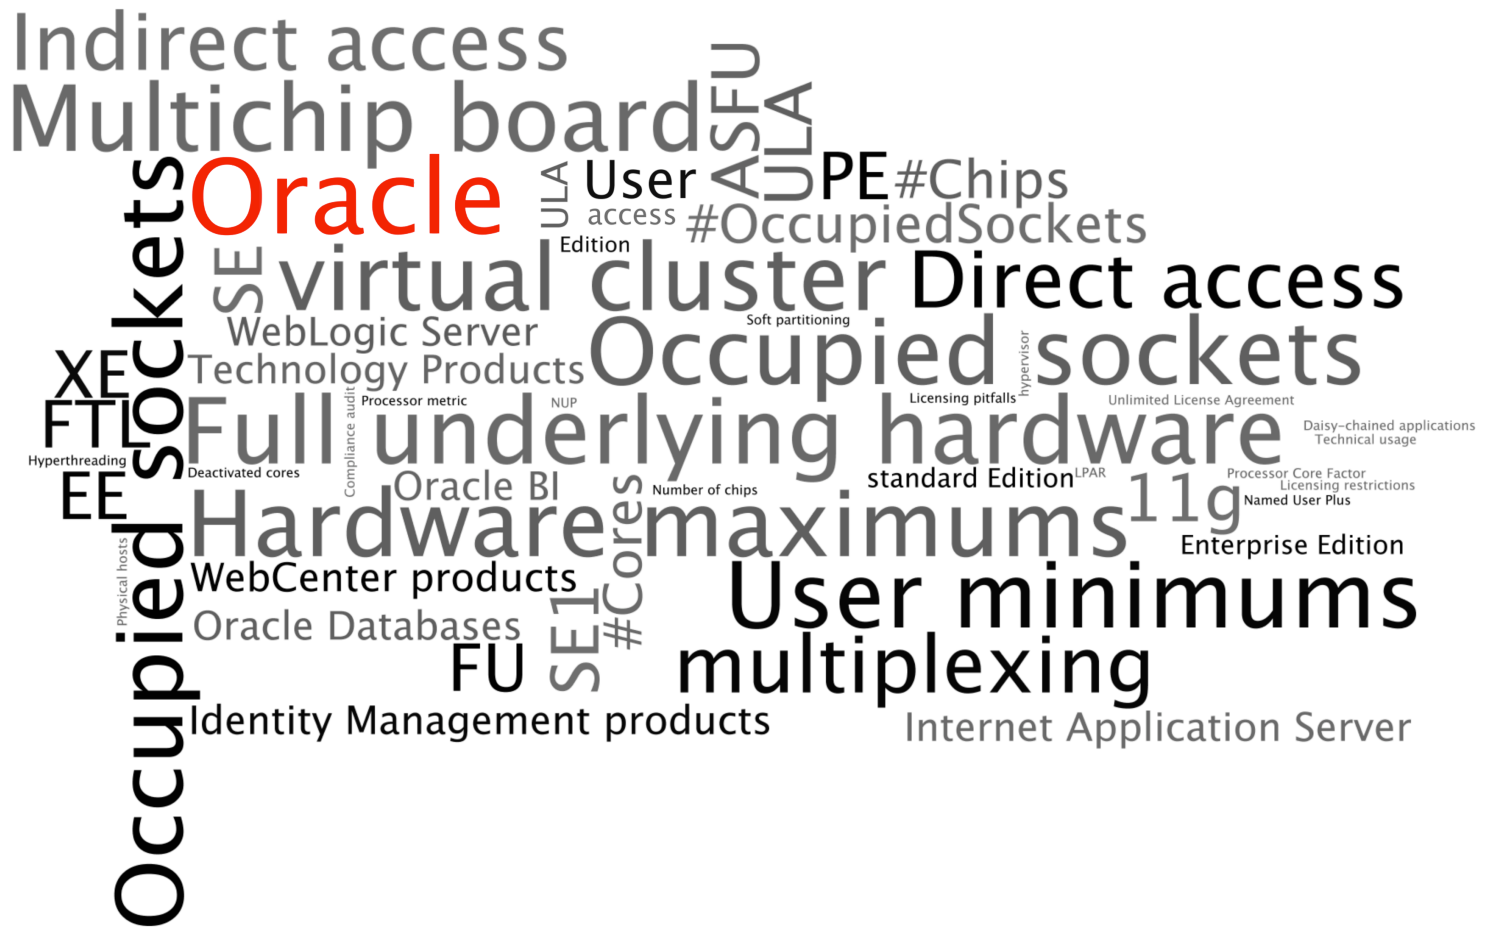 Indirect access
Multichip board
ASFU
ULA
Oracle
ULA
User
access
PE
#Chips
#OccupiedSockets
Occupied sockets
SE
Edition
virtual cluster
Direct access
WebLogic Server
Soft partitioning
Occupied sockets
hypervisor
XE
Technology Products
Compliance audit
Processor metric
NUP
Licensing pitfalls
Unlimited License Agreement
FTL
Full underlying hardware
Daisy-chained applications
Technical usage
Hyperthreading
Deactivated cores
EE
Oracle BI
Number of chips
standard Edition
LPAR
11g
Processor Core Factor
Licensing restrictions
Named User Plus
Hardware maximums
#Cores
Enterprise Edition
Physical hosts
WebCenter products
SE1
User minimums
Oracle Databases
FU
multiplexing
Identity Management products
Internet Application Server